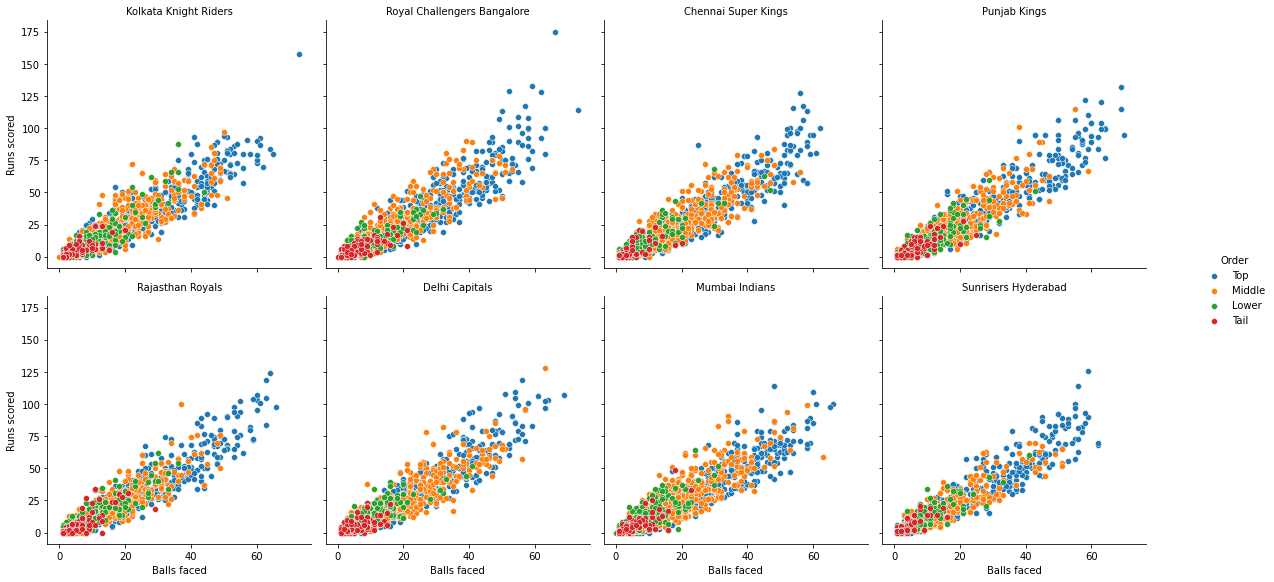 Kolkata Knight Riders
Royal Challengers Bangalore
Chennai Super Kings
Punjab Kings
175
150
125
100
75
50
25
0
Runs scored
Rajasthan Royals
Delhi Capitals
Mumbai Indians
Sunrisers Hyderabad
175
150
125
100
75
50
25
0
Runs scored
0 20 40 60
0 20 40 60
0 20 40 60
0 20 40 60
Balls faced
Balls faced
Balls faced
Balls faced
Order
Top
Middle
Lower
Tail